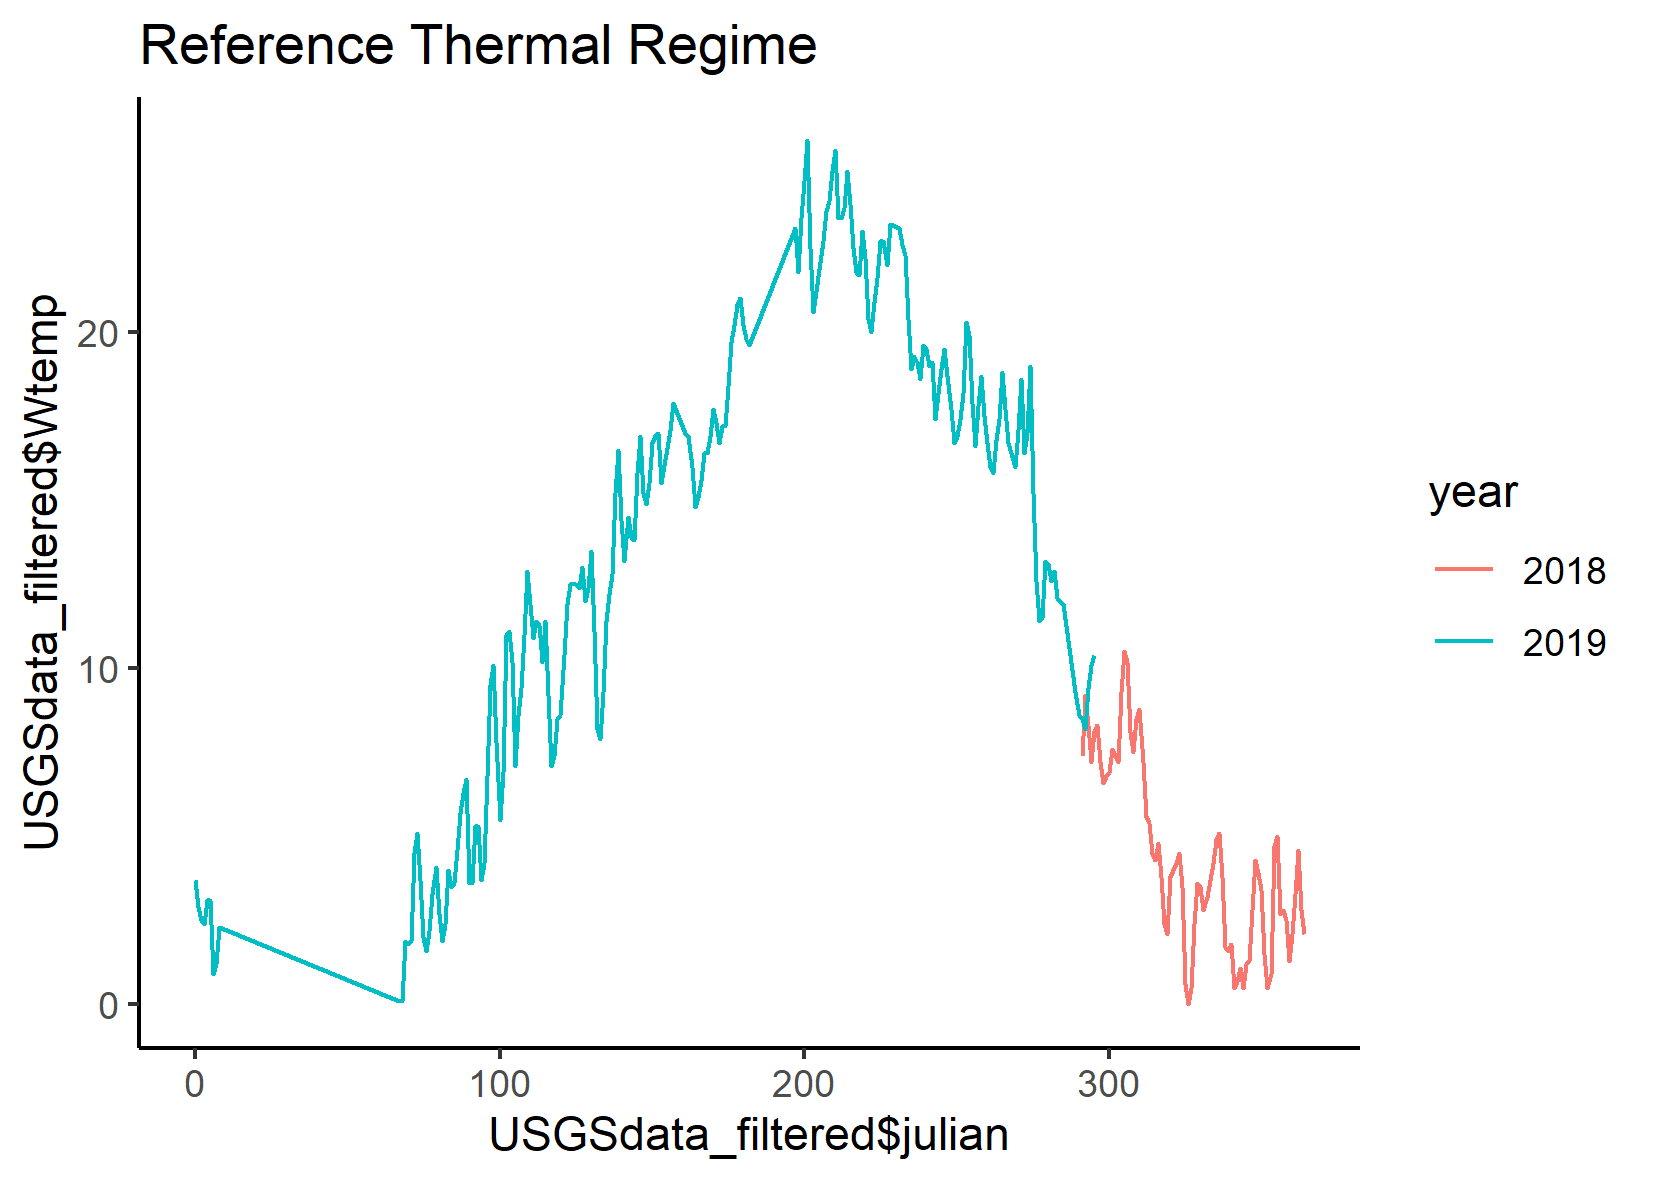 Reference Thermal Regime
USGSdata_filtered$Wtemp
20
10
0
0
100
200
300
USGSdata_filtered$julian
year
2018
2019